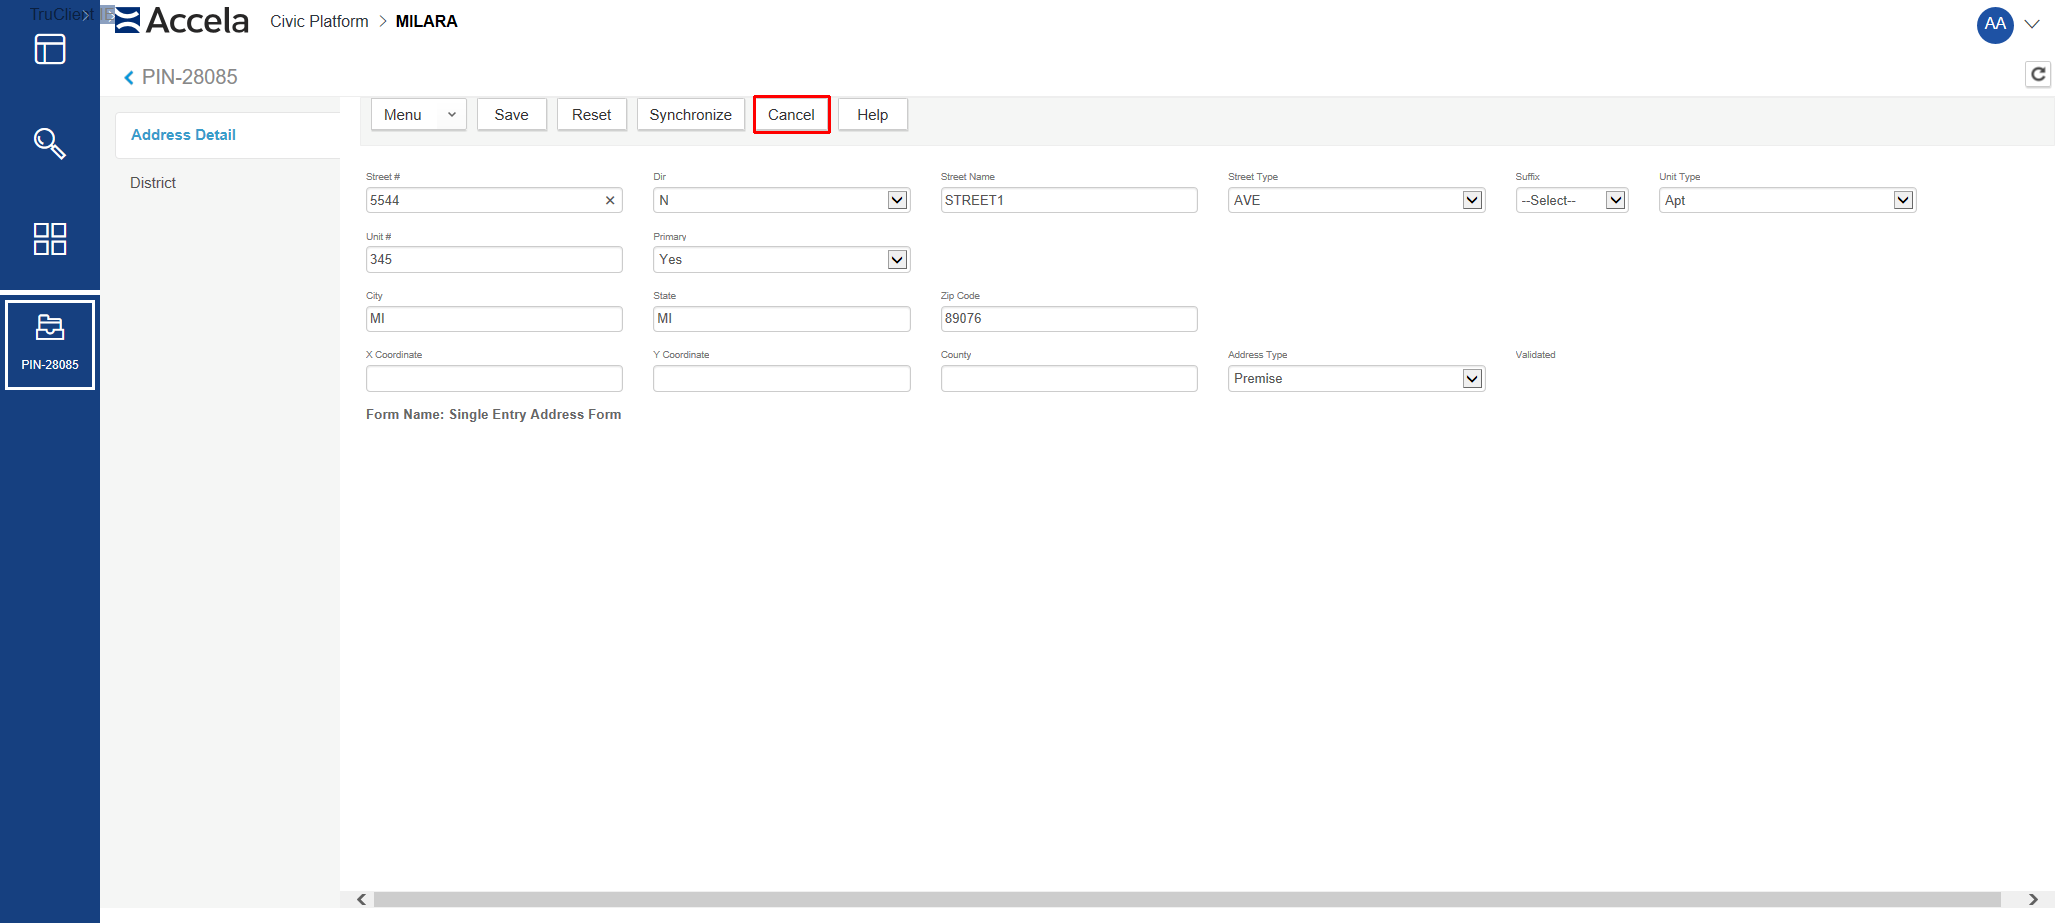 TruClient
Accela
Civic Platform > MILARA
AA
PIN-28085
Address Detail
District
PIN-28085
Menu
Save
Reset
Synchronize
Cancel
Help
Street #
Dir
Street Name
Street Type
Suffix
Unit Type
5544
N
STREET1
AVE
--Select--
Apt
Unit #
Primary
345
Yes
City
State
Zip Code
MI
MI
89076
X Coordinate
Y Coordinate
County
Address Type
Validated
Premise
Form Name: Single Entry Address Form